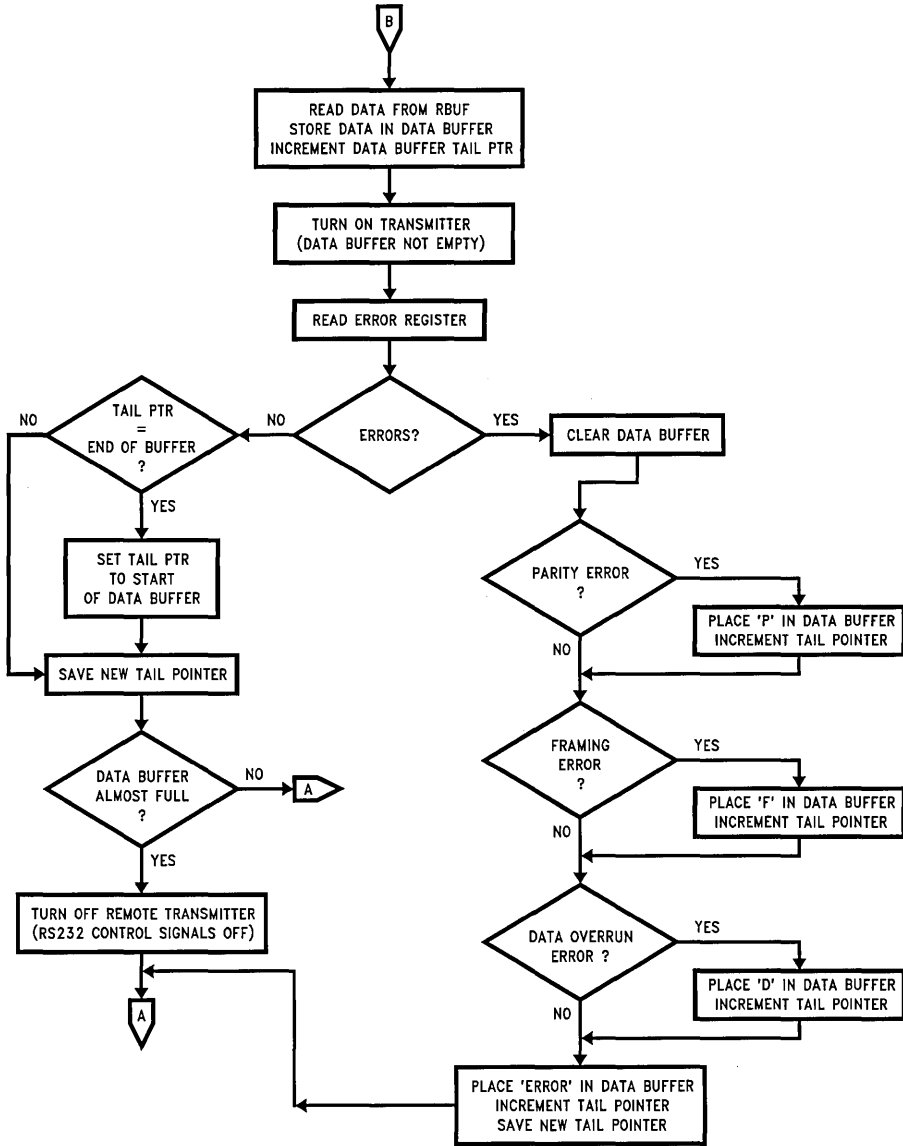 B
READ DATA FROM RBUF
STORE DATA IN DATA BUFFER
INCREMENT DATA BUFFER TAIL PTR
TURN ON TRANSMITTER
(DATA BUFFER NOT EMPTY)
READ ERROR REGISTER
ERRORS?
NO
YES
TAIL PTR
=
END OF BUFFER
?
NO
YES
SET TAIL PTR
TO START
OF DATA BUFFER
SAVE NEW TAIL POINTER
DATA BUFFER
ALMOST FULL
?
NO
A
YES
TURN OFF REMOTE TRANSMITTER
(RS232 CONTROL SIGNALS OFF)
A
CLEAR DATA BUFFER
PARITY ERROR
?
YES
PLACE 'P' IN DATA BUFFER
INCREMENT TAIL POINTER
NO
FRAMING
ERROR
?
YES
PLACE 'F' IN DATA BUFFER
INCREMENT TAIL POINTER
NO
DATA OVERRUN
ERROR ?
YES
PLACE 'D' IN DATA BUFFER
INCREMENT TAIL POINTER
NO
PLACE 'ERROR' IN DATA BUFFER
INCREMENT TAIL POINTER
SAVE NEW TAIL POINTER